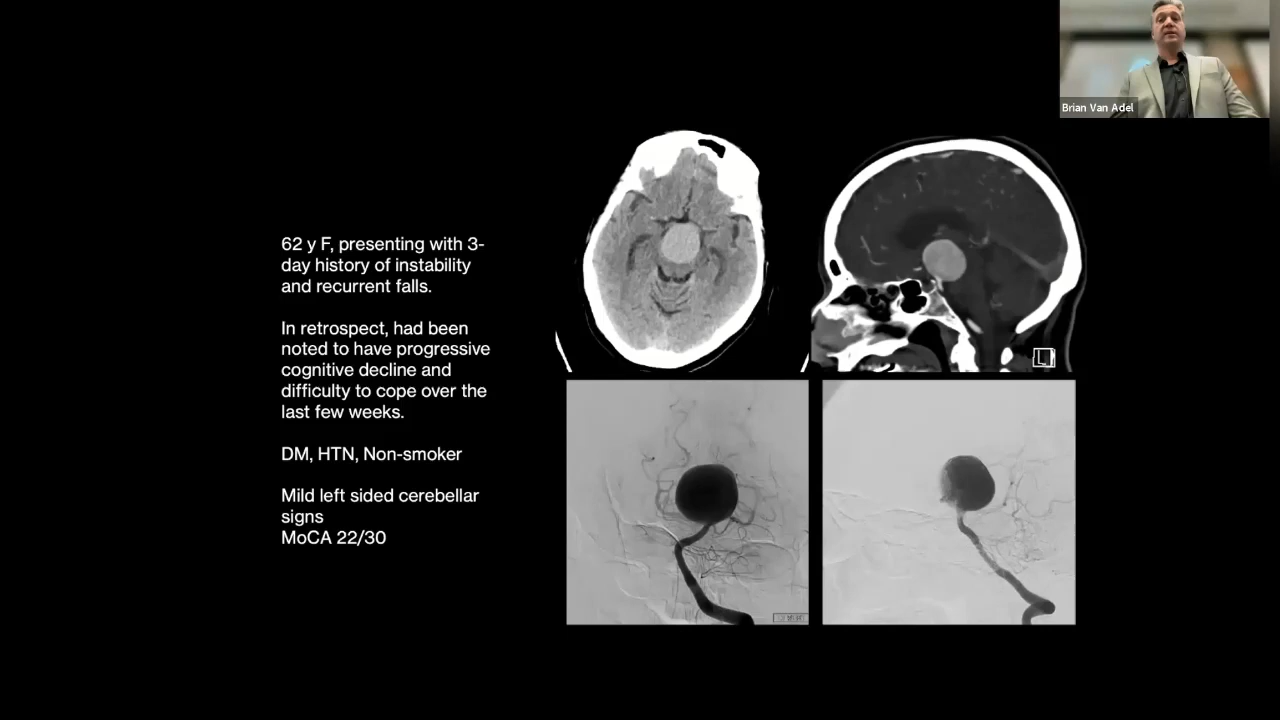 Brian Van Adel
62 y F, presenting with 3-
day history of instability
and recurrent falls.
In retrospect, had been
noted to have progressive
cognitive decline and
difficulty to cope over the
last few weeks.
DM, HTN, Non-smoker
Mild left sided cerebellar
signs
MoCA 22/30
L